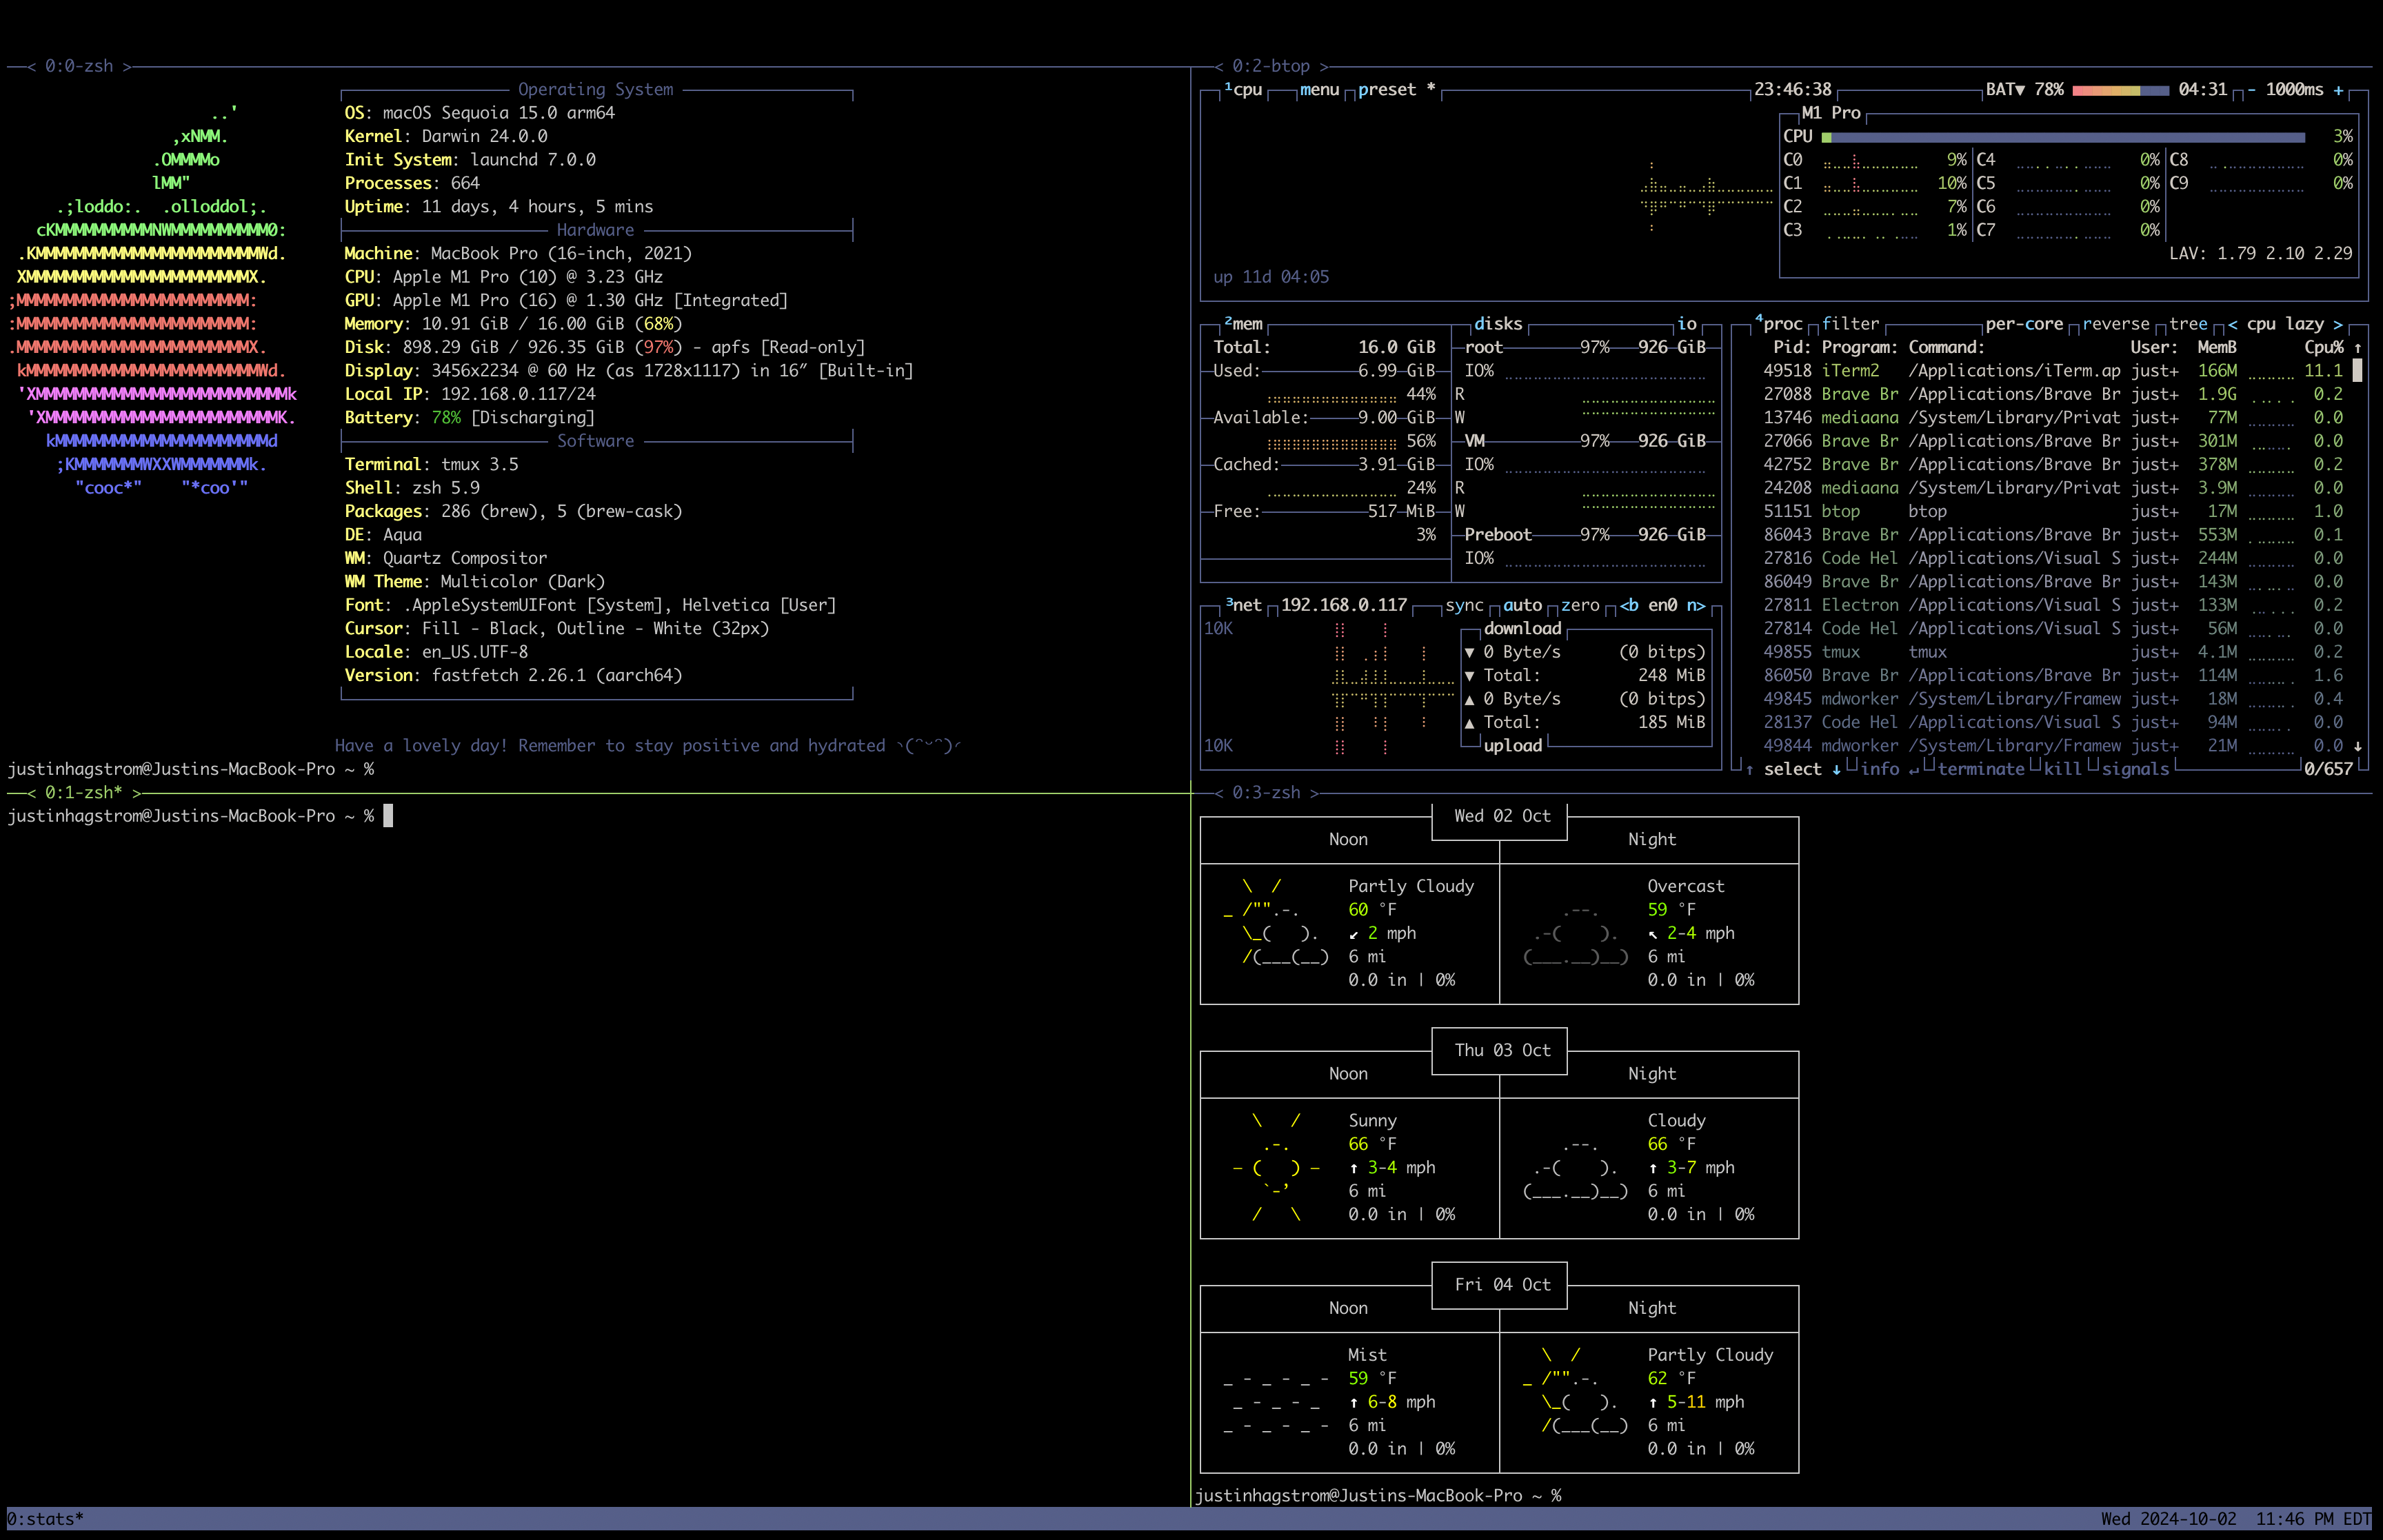 < 0:0-zsh >
..'
,xNMM.
.OMMMMo
lMM"
.;loddo:.  .olloddol;.
cKMMMMMMMMMMNWMMMMMMMMMM0:
.KMMMMMMMMMMMMMMMMMMMMMMMWd.
XMMMMMMMMMMMMMMMMMMMMMMMX.
;MMMMMMMMMMMMMMMMMMMMMMMM:
:MMMMMMMMMMMMMMMMMMMMMMMM:
.MMMMMMMMMMMMMMMMMMMMMMMMX.
kMMMMMMMMMMMMMMMMMMMMMMMMWd.
'XMMMMMMMMMMMMMMMMMMMMMMMMMMk
'XMMMMMMMMMMMMMMMMMMMMMMMMK.
kMMMMMMMMMMMMMMMMMMMMMMd
;KMMMMMMMWXXWMMMMMMMk.
"cooc*"    "*coo'"
Operating System
OS: macOS Sequoia 15.0 arm64
Kernel: Darwin 24.0.0
Init System: launchd 7.0.0
Processes: 664
Uptime: 11 days, 4 hours, 5 mins
Hardware
Machine: MacBook Pro (16-inch, 2021)
CPU: Apple M1 Pro (10) @ 3.23 GHz
GPU: Apple M1 Pro (16) @ 1.30 GHz [Integrated]
Memory: 10.91 GiB / 16.00 GiB (68%)
Disk: 898.29 GiB / 926.35 GiB (97%) - apfs [Read-only]
Display: 3456x2234 @ 60 Hz (as 1728x1117) in 16″ [Built-in]
Local IP: 192.168.0.117/24
Battery: 78% [Discharging]
Software
Terminal: tmux 3.5
Shell: zsh 5.9
Packages: 286 (brew), 5 (brew-cask)
DE: Aqua
WM: Quartz Compositor
WM Theme: Multicolor (Dark)
Font: .AppleSystemUIFont [System], Helvetica [User]
Cursor: Fill - Black, Outline - White (32px)
Locale: en_US.UTF-8
Version: fastfetch 2.26.1 (aarch64)
Have a lovely day! Remember to stay positive and hydrated ヽ(ᵔᵕᵔ)ノ
justinhagstrom@Justins-MacBook-Pro ~ %
< 0:1-zsh* >
justinhagstrom@Justins-MacBook-Pro ~ %
< 0:2-btop >
¹cpu menu preset * 23:46:38 BAT▼ 78% 04:31 - 1000ms +
M1 Pro
CPU 3%
C0 9% C4 0% C8 0%
C1 10% C5 0% C9 0%
C2 7% C6 0%
C3 1% C7 0%
LAV: 1.79 2.10 2.29
up 11d 04:05
²mem disks io
Total: 16.0 GiB root 97% 926 GiB
Used: 6.99 GiB IO%
44% R
Available: 9.00 GiB W
56% VM 97% 926 GiB
Cached: 3.91 GiB IO%
24% R
Free: 517 MiB W
3% Preboot 97% 926 GiB
IO%
³net 192.168.0.117 sync auto zero <b en0 n>
10K download
▼ 0 Byte/s (0 bitps)
▼ Total: 248 MiB
▲ 0 Byte/s (0 bitps)
▲ Total: 185 MiB
10K upload
⁴proc filter per-core reverse tree < cpu lazy >
Pid: Program: Command: User: MemB Cpu% ↑
49518 iTerm2 /Applications/iTerm.ap just+ 166M 11.1
27088 Brave Br /Applications/Brave Br just+ 1.9G 0.2
13746 mediaana /System/Library/Privat just+ 77M 0.0
27066 Brave Br /Applications/Brave Br just+ 301M 0.0
42752 Brave Br /Applications/Brave Br just+ 378M 0.2
24208 mediaana /System/Library/Privat just+ 3.9M 0.0
51151 btop btop just+ 17M 1.0
86043 Brave Br /Applications/Brave Br just+ 553M 0.1
27816 Code Hel /Applications/Visual S just+ 244M 0.0
86049 Brave Br /Applications/Brave Br just+ 143M 0.0
27811 Electron /Applications/Visual S just+ 133M 0.2
27814 Code Hel /Applications/Visual S just+ 56M 0.0
49855 tmux tmux just+ 4.1M 0.2
86050 Brave Br /Applications/Brave Br just+ 114M 1.6
49845 mdworker /System/Library/Framew just+ 18M 0.4
28137 Code Hel /Applications/Visual S just+ 94M 0.0
49844 mdworker /System/Library/Framew just+ 21M 0.0 ↓
↑ select ↓ info ↵ terminate kill signals 0/657
< 0:3-zsh >
Wed 02 Oct
Noon Night
Partly Cloudy Overcast
60 °F 59 °F
↙ 2 mph ↖ 2-4 mph
6 mi 6 mi
0.0 in | 0% 0.0 in | 0%
Thu 03 Oct
Noon Night
Sunny Cloudy
66 °F 66 °F
↑ 3-4 mph ↑ 3-7 mph
6 mi 6 mi
0.0 in | 0% 0.0 in | 0%
Fri 04 Oct
Noon Night
Mist Partly Cloudy
59 °F 62 °F
↑ 6-8 mph ↑ 5-11 mph
6 mi 6 mi
0.0 in | 0% 0.0 in | 0%
justinhagstrom@Justins-MacBook-Pro ~ %
0:stats* Wed 2024-10-02  11:46 PM EDT